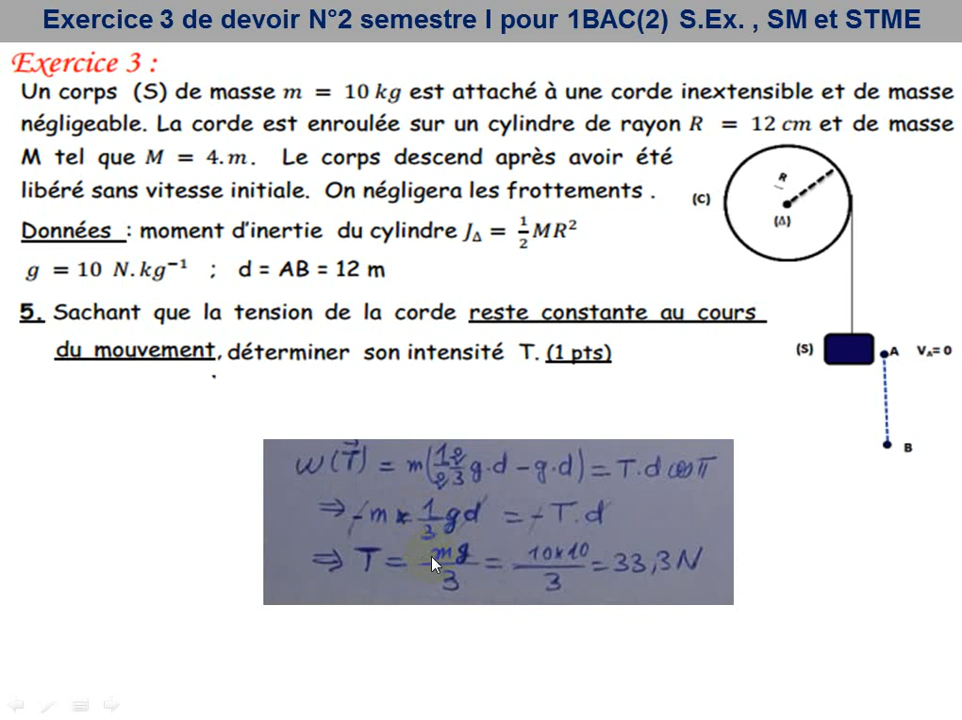 Exercice 3 de devoir N°2 semestre I pour 1BAC(2) S.Ex. , SM et STME
Exercice 3 :
Un corps (S) de masse m = 10 kg est attaché à une corde inextensible et de masse
négligeable. La corde est enroulée sur un cylindre de rayon R = 12 cm et de masse
M tel que M = 4.m. Le corps descend après avoir été
libéré sans vitesse initiale. On négligera les frottements .
Données : moment d'inertie du cylindre J_Δ = 1/2 MR²
g = 10 N.kg⁻¹ ; d = AB = 12 m
5. Sachant que la tension de la corde reste constante au cours
du mouvement, déterminer son intensité T. (1 pts)
R
(C)
(Δ)
(S)
A V_A= 0
B
W(T⃗) = m(1/2 2/3 g.d - g.d) = T.d cos π
⇒ -m × 1/3 gd = -T.d
⇒ T = mg/3 = 10×10/3 = 33,3 N